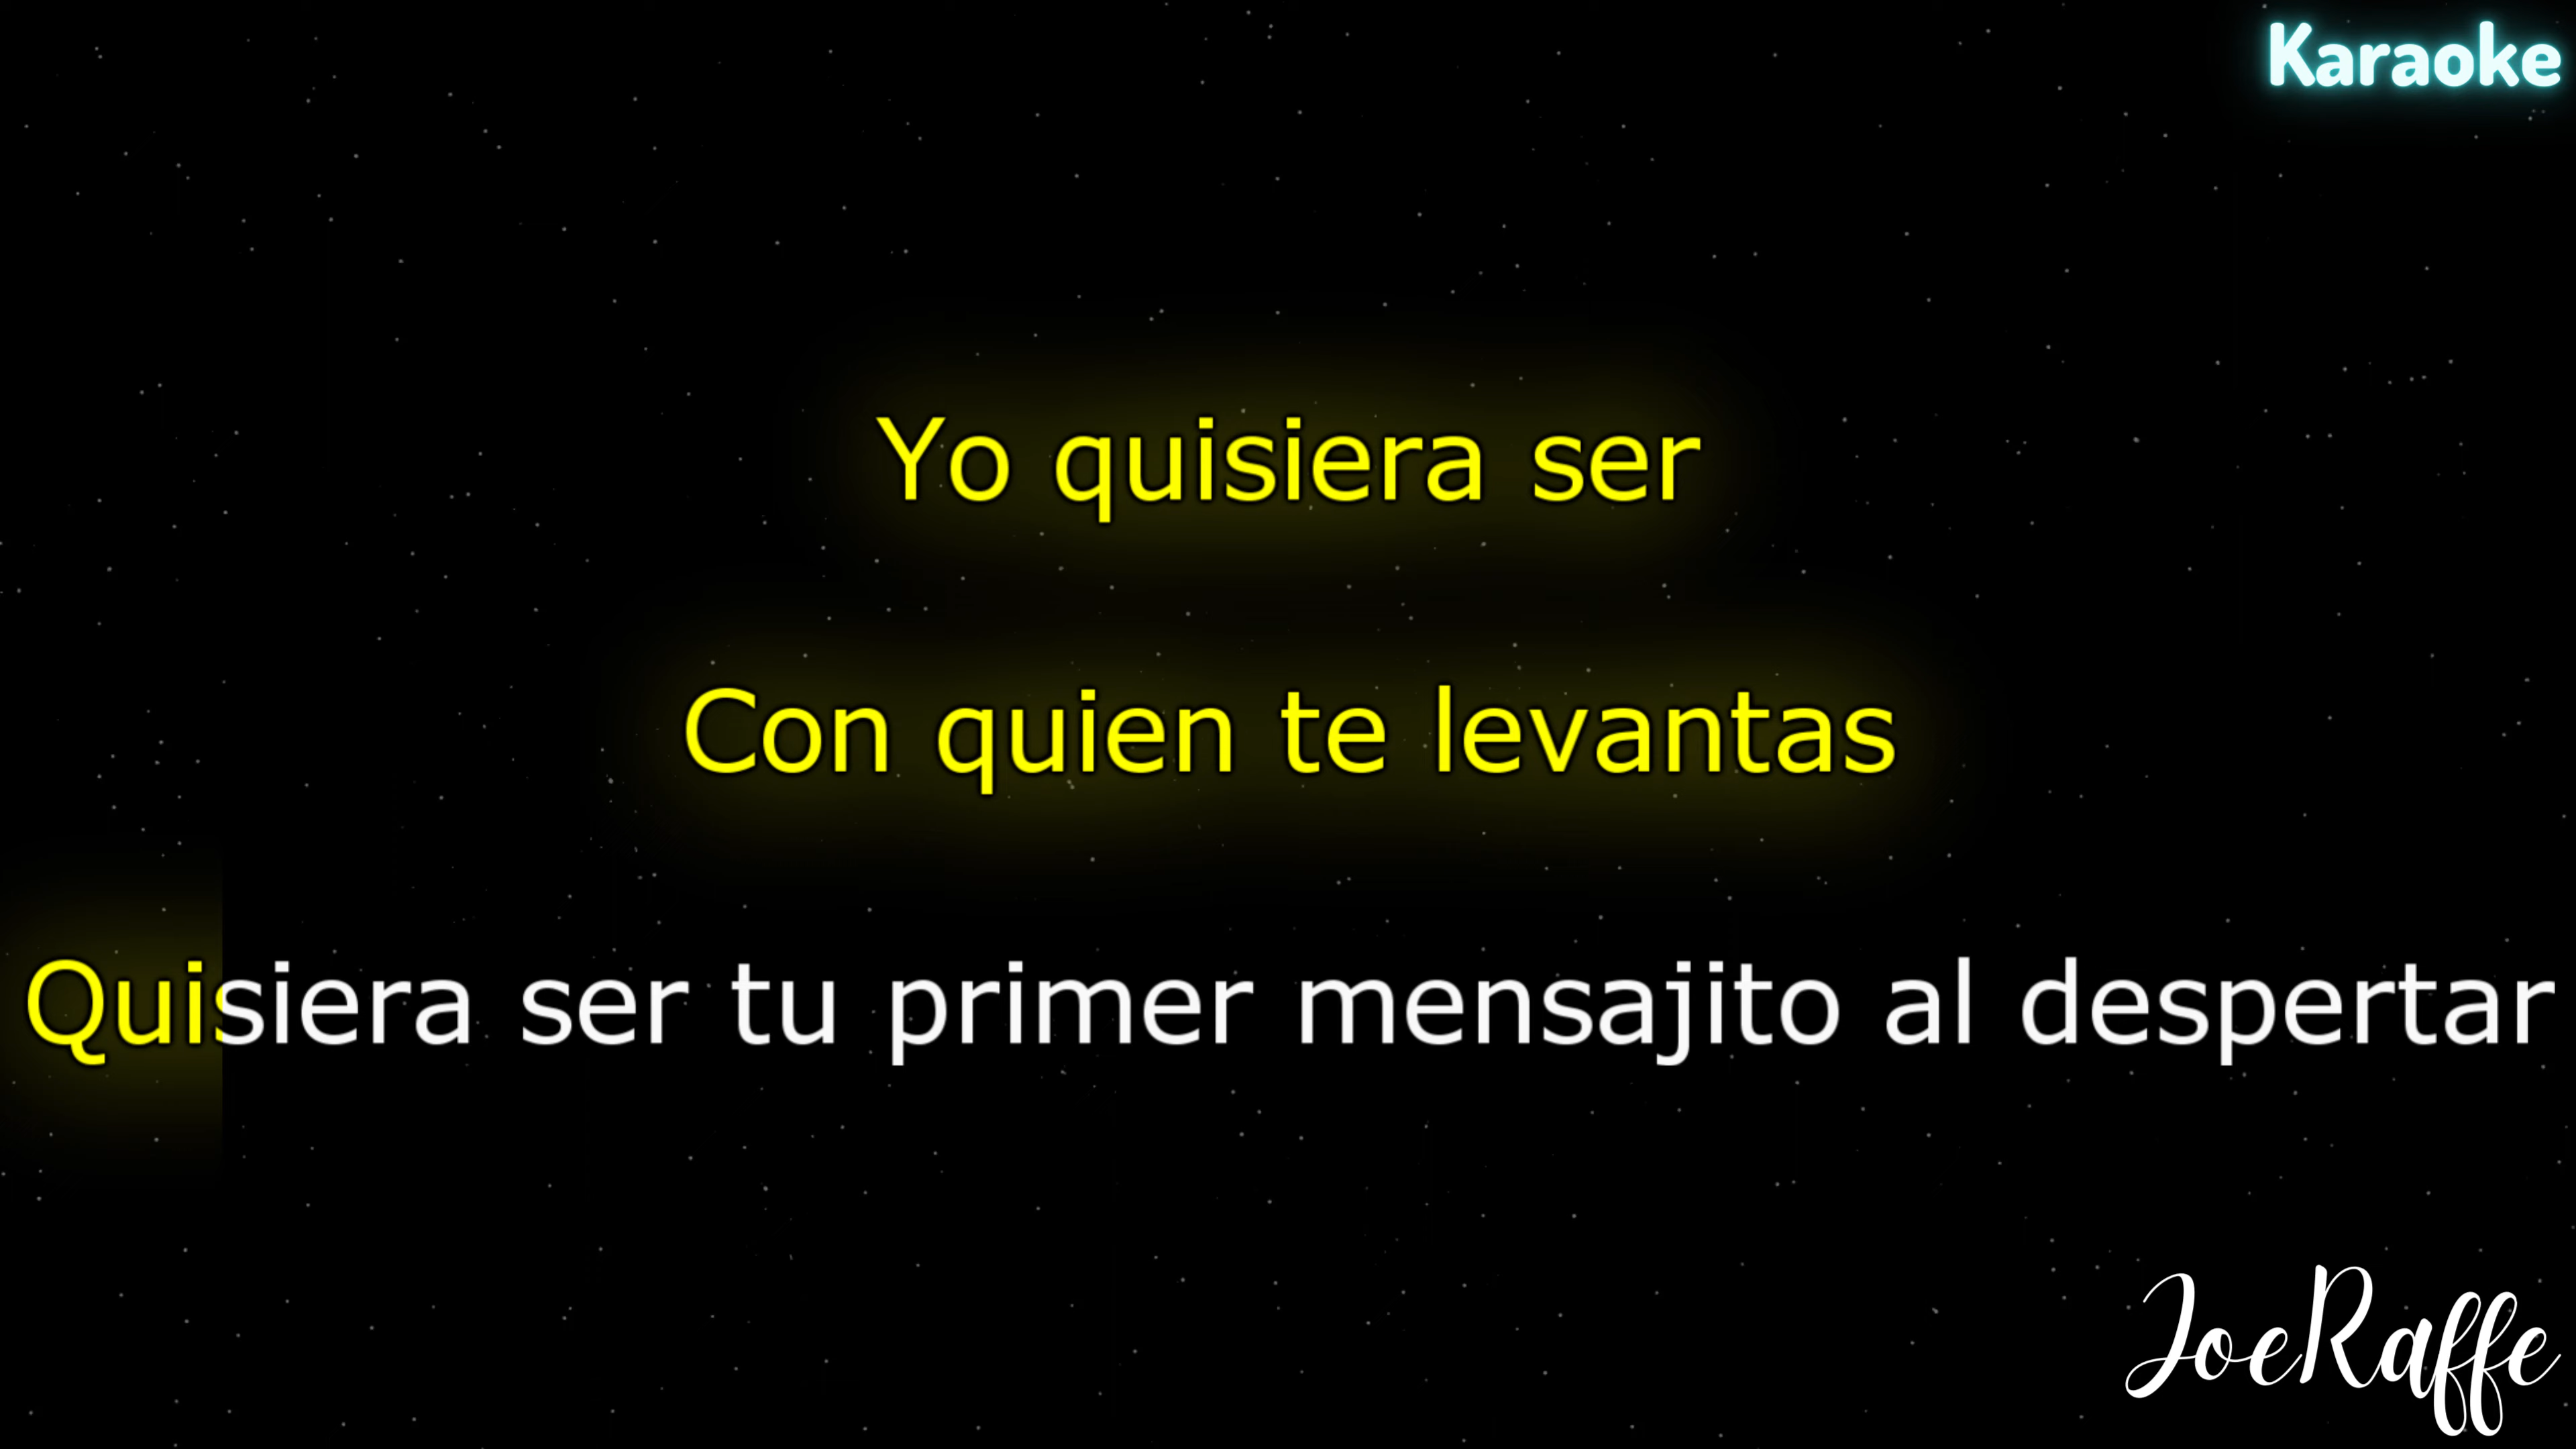 Karaoke
Yo quisiera ser
Con quien te levantas
Quisiera ser tu primer mensajito al despertar
JoeRaffe